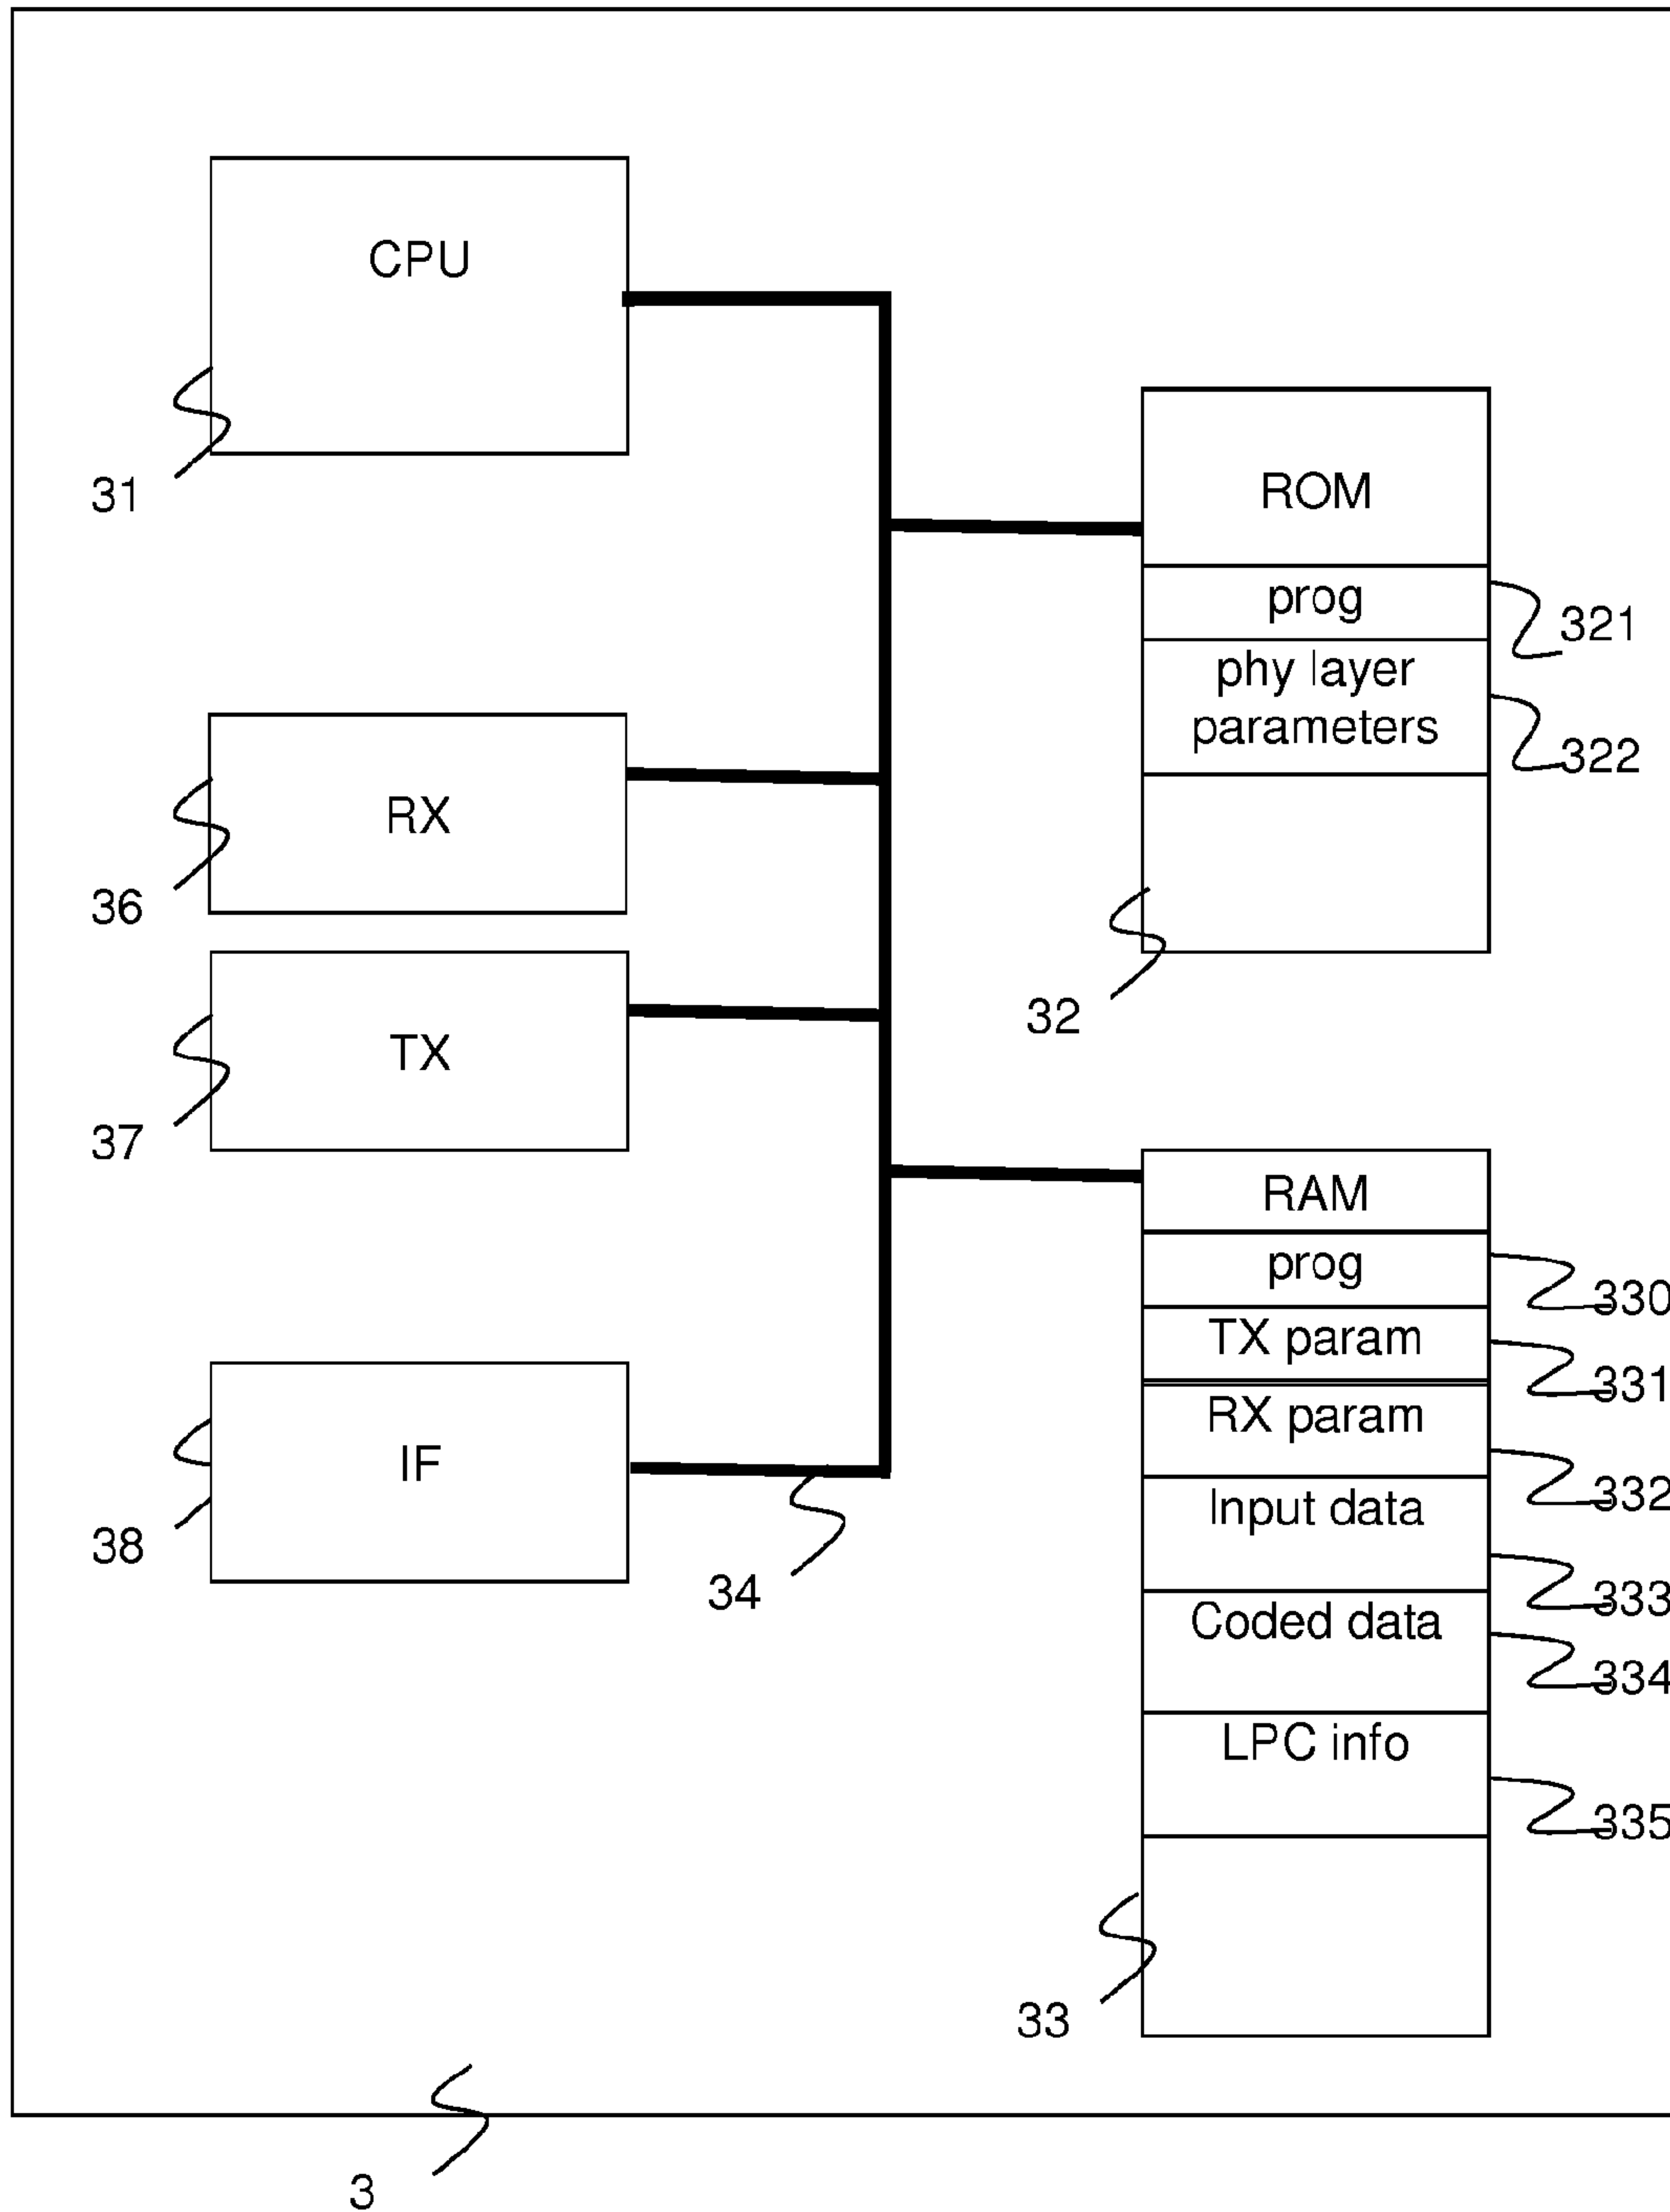 CPU
31
ROM
prog
321
phy layer
parameters
322
RX
36
32
TX
37
RAM
prog
330
TX param
331
RX param
332
IF
38
34
Input data
333
Coded data
334
LPC info
335
33
3